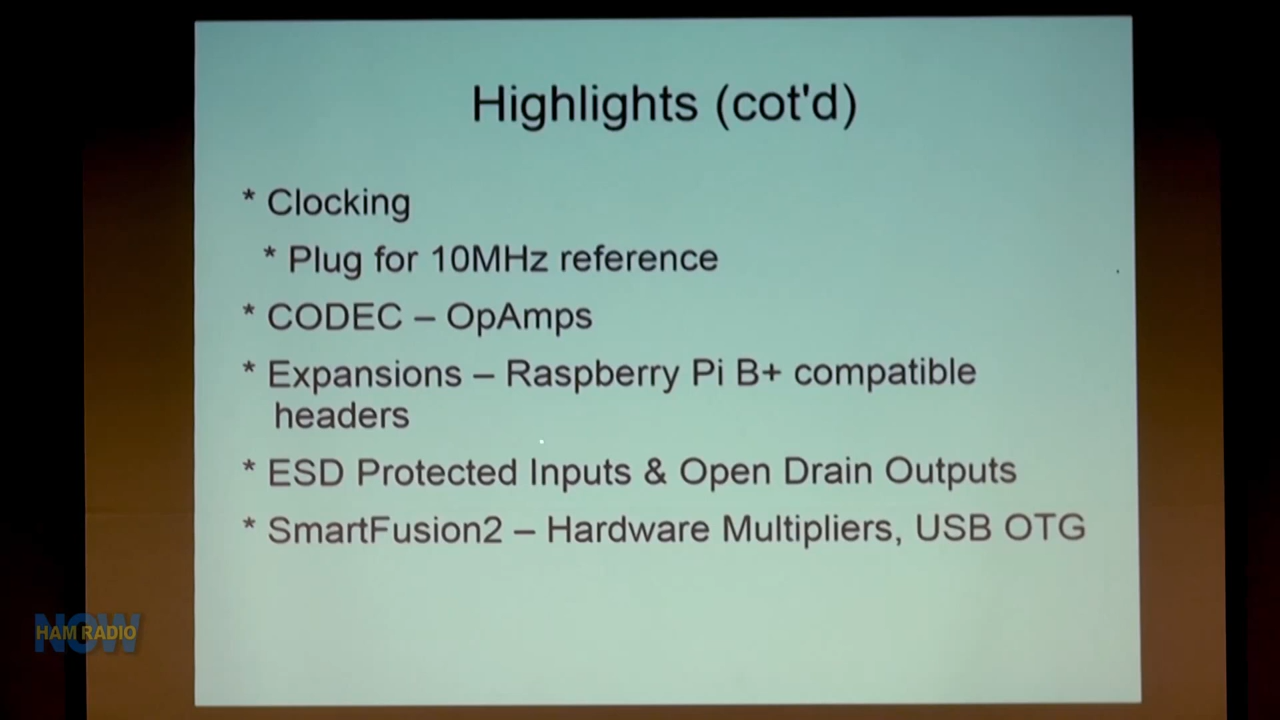 Highlights (cot'd)
* Clocking
* Plug for 10MHz reference
* CODEC – OpAmps
* Expansions – Raspberry Pi B+ compatible
headers
* ESD Protected Inputs & Open Drain Outputs
* SmartFusion2 – Hardware Multipliers, USB OTG
NOW
HAM RADIO